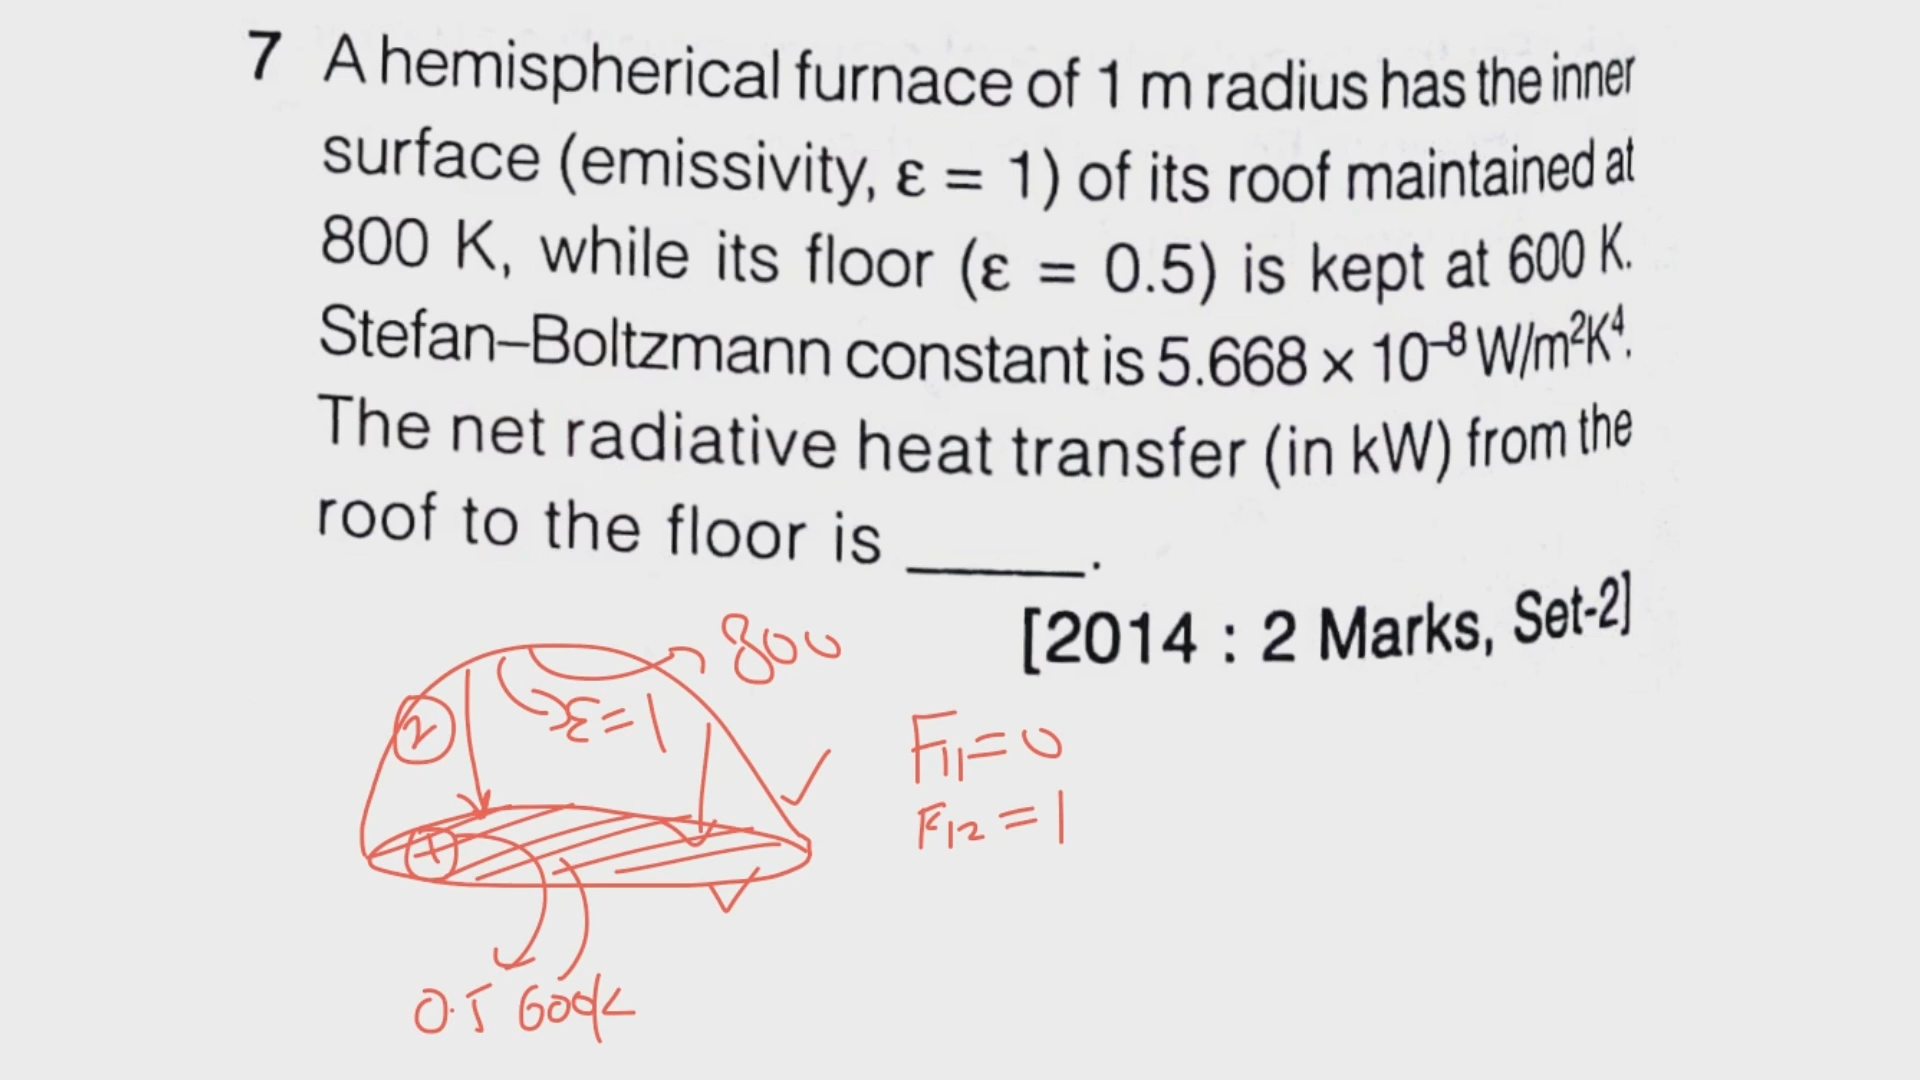 7 A hemispherical furnace of 1 m radius has the inner
surface (emissivity, ε = 1) of its roof maintained at
800 K, while its floor (ε = 0.5) is kept at 600 K.
Stefan–Boltzmann constant is 5.668 × 10⁻⁸ W/m²K⁴.
The net radiative heat transfer (in kW) from the
roof to the floor is _____.
[2014 : 2 Marks, Set-2]
800
2
ε=1
F11=0
F12=1
1
0.5 600K